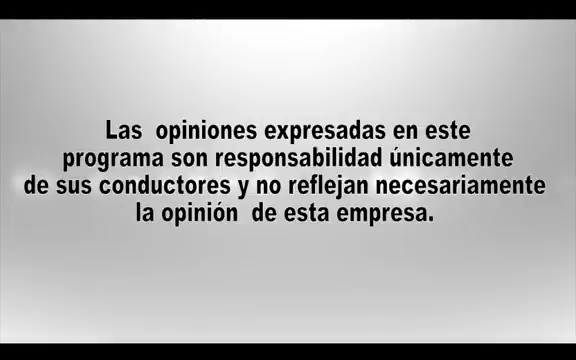 Las opiniones expresadas en este
programa son responsabilidad únicamente
de sus conductores y no reflejan necesariamente
la opinión de esta empresa.